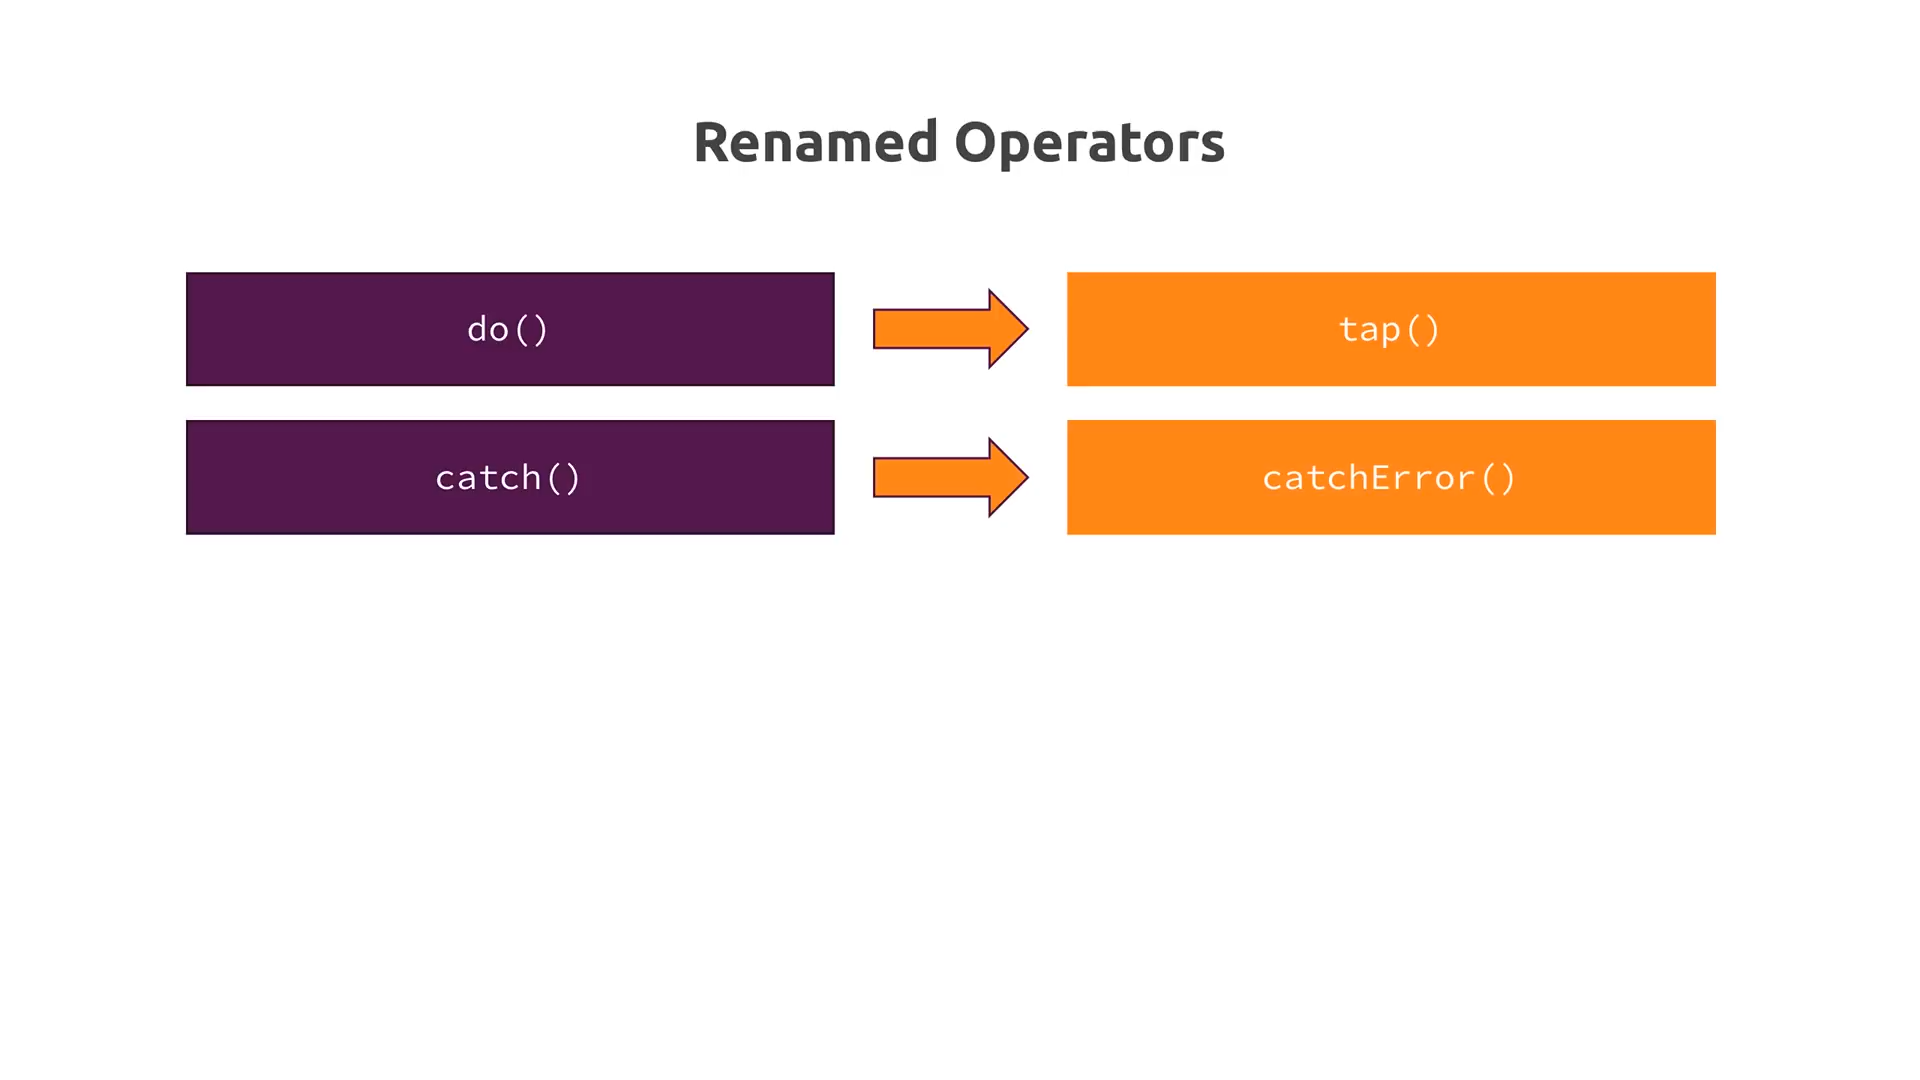 Renamed Operators
do()
tap()
catch()
catchError()